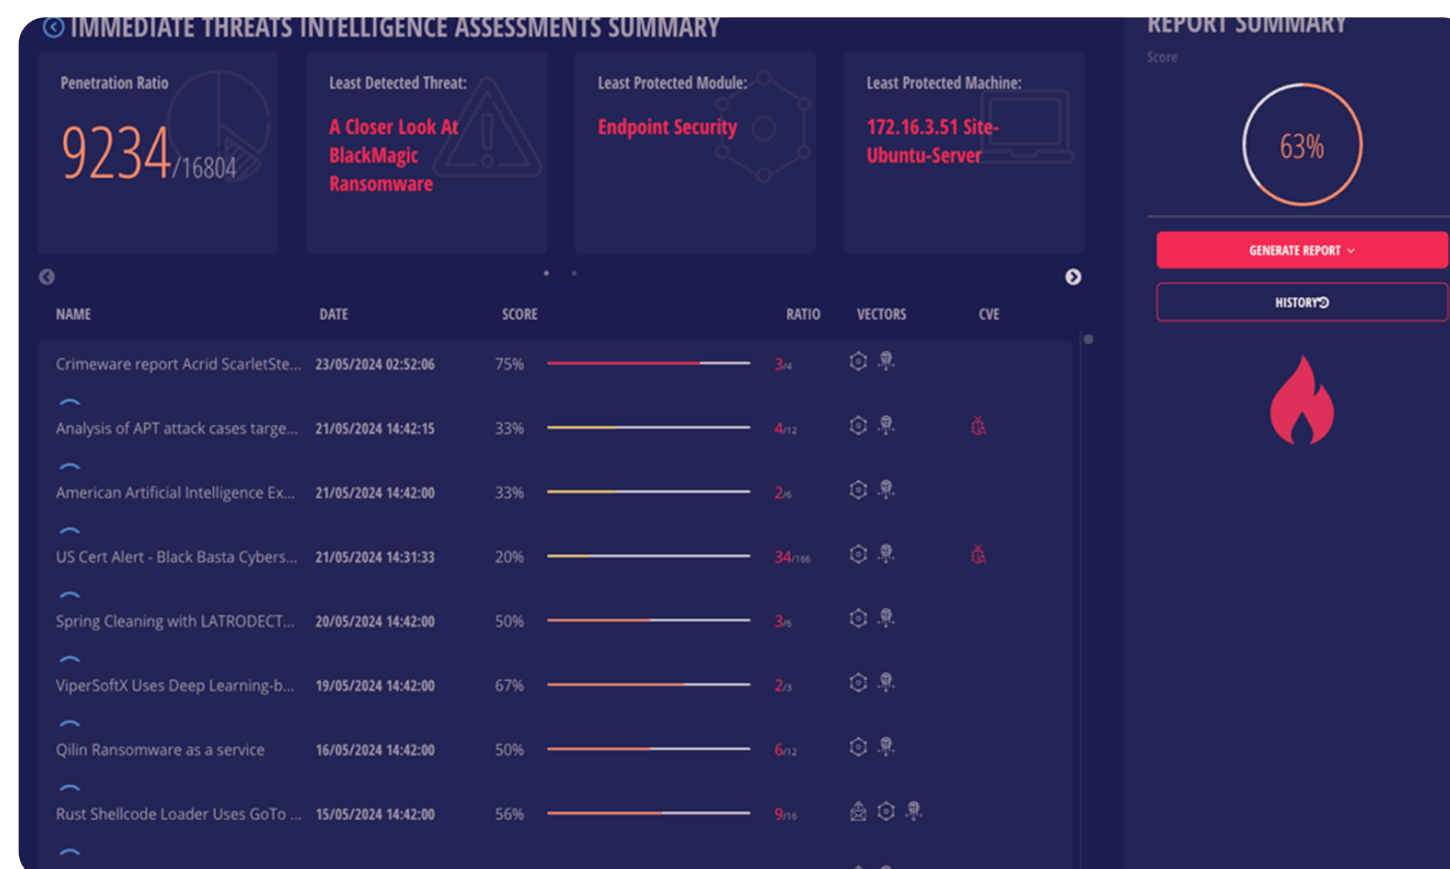 IMMEDIATE THREATS INTELLIGENCE ASSESSMENTS SUMMARY
Penetration Ratio
9234/16804
Least Detected Threat:
A Closer Look At
BlackMagic
Ransomware
Least Protected Module:
Endpoint Security
Least Protected Machine:
172.16.3.51 Site-
Ubuntu-Server
NAME DATE SCORE RATIO VECTORS CVE
Crimeware report Acrid ScarletSte... 23/05/2024 02:52:06 75% 3/4
Analysis of APT attack cases targe... 21/05/2024 14:42:15 33% 4/12
American Artificial Intelligence Ex... 21/05/2024 14:42:00 33% 2/6
US Cert Alert - Black Basta Cybers... 21/05/2024 14:31:33 20% 34/166
Spring Cleaning with LATRODECT... 20/05/2024 14:42:00 50% 3/6
ViperSoftX Uses Deep Learning-b... 19/05/2024 14:42:00 67% 2/3
Qilin Ransomware as a service 16/05/2024 14:42:00 50% 6/12
Rust Shellcode Loader Uses GoTo ... 15/05/2024 14:42:00 56% 9/16
REPORT SUMMARY
Score
63%
GENERATE REPORT
HISTORY